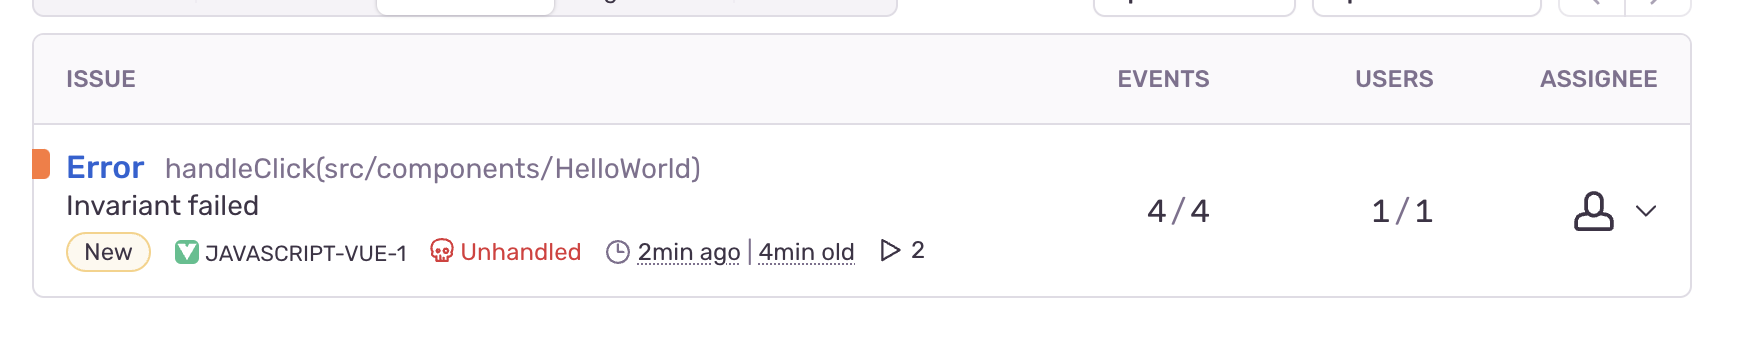 ISSUE EVENTS USERS ASSIGNEE
Error handleClick(src/components/HelloWorld)
Invariant failed
4/4 1/1
New JAVASCRIPT-VUE-1 Unhandled 2min ago | 4min old 2